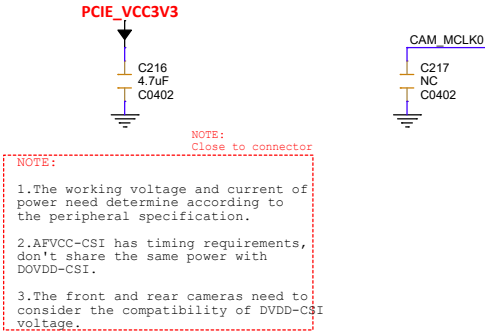 PCIE_VCC3V3
CAM_MCLK0
C216
4.7uF
C0402
C217
NC
C0402
NOTE:
Close to connector
NOTE:
1.The working voltage and current of
power need determine according to
the peripheral specification.
2.AFVCC-CSI has timing requirements,
don't share the same power with
DOVDD-CSI.
3.The front and rear cameras need to
consider the compatibility of DVDD-CSI
voltage.